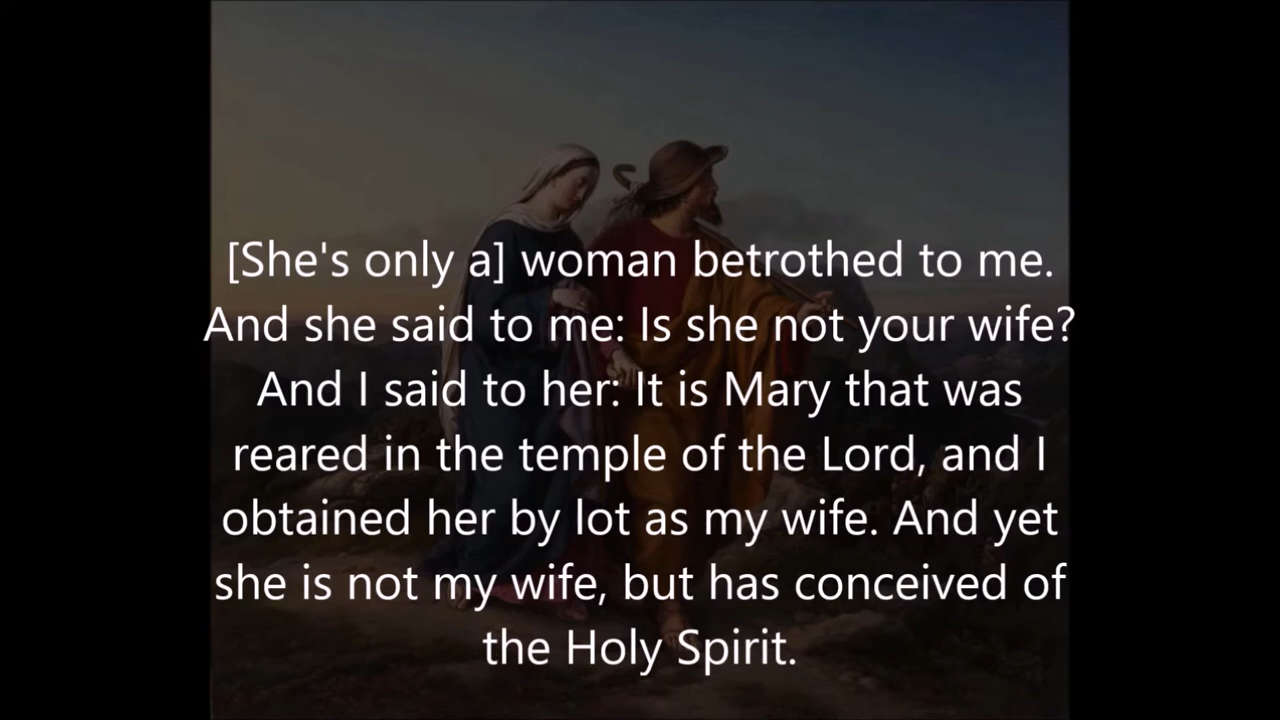 [She's only a] woman betrothed to me.
And she said to me: Is she not your wife?
And I said to her: It is Mary that was
reared in the temple of the Lord, and I
obtained her by lot as my wife. And yet
she is not my wife, but has conceived of
the Holy Spirit.